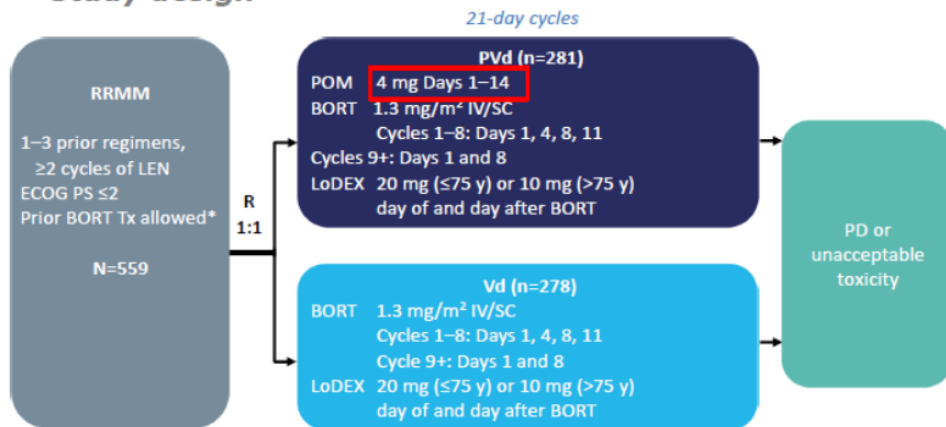 Study design
21-day cycles
RRMM
1–3 prior regimens,
≥2 cycles of LEN
ECOG PS ≤2
Prior BORT Tx allowed*
N=559
R
1:1
PVd (n=281)
POM 4 mg Days 1–14
BORT 1.3 mg/m² IV/SC
Cycles 1–8: Days 1, 4, 8, 11
Cycles 9+: Days 1 and 8
LoDEX 20 mg (≤75 y) or 10 mg (>75 y)
day of and day after BORT
Vd (n=278)
BORT 1.3 mg/m² IV/SC
Cycles 1–8: Days 1, 4, 8, 11
Cycle 9+: Days 1 and 8
LoDEX 20 mg (≤75 y) or 10 mg (>75 y)
day of and day after BORT
PD or
unacceptable
toxicity